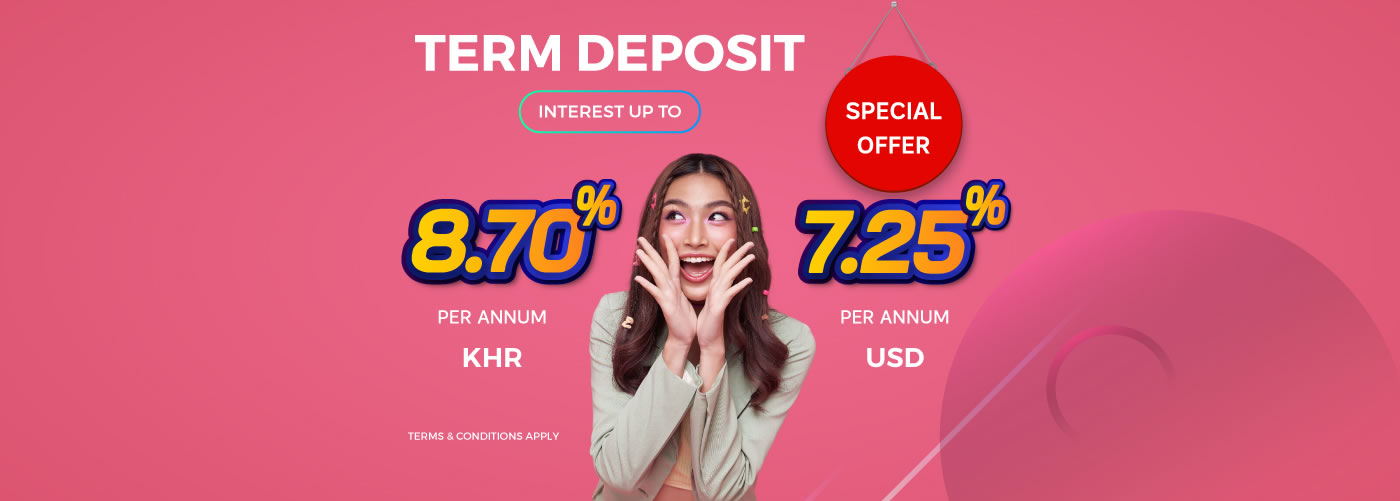 TERM DEPOSIT
INTEREST UP TO
SPECIAL
OFFER
8.70%
PER ANNUM
KHR
7.25%
PER ANNUM
USD
TERMS & CONDITIONS APPLY